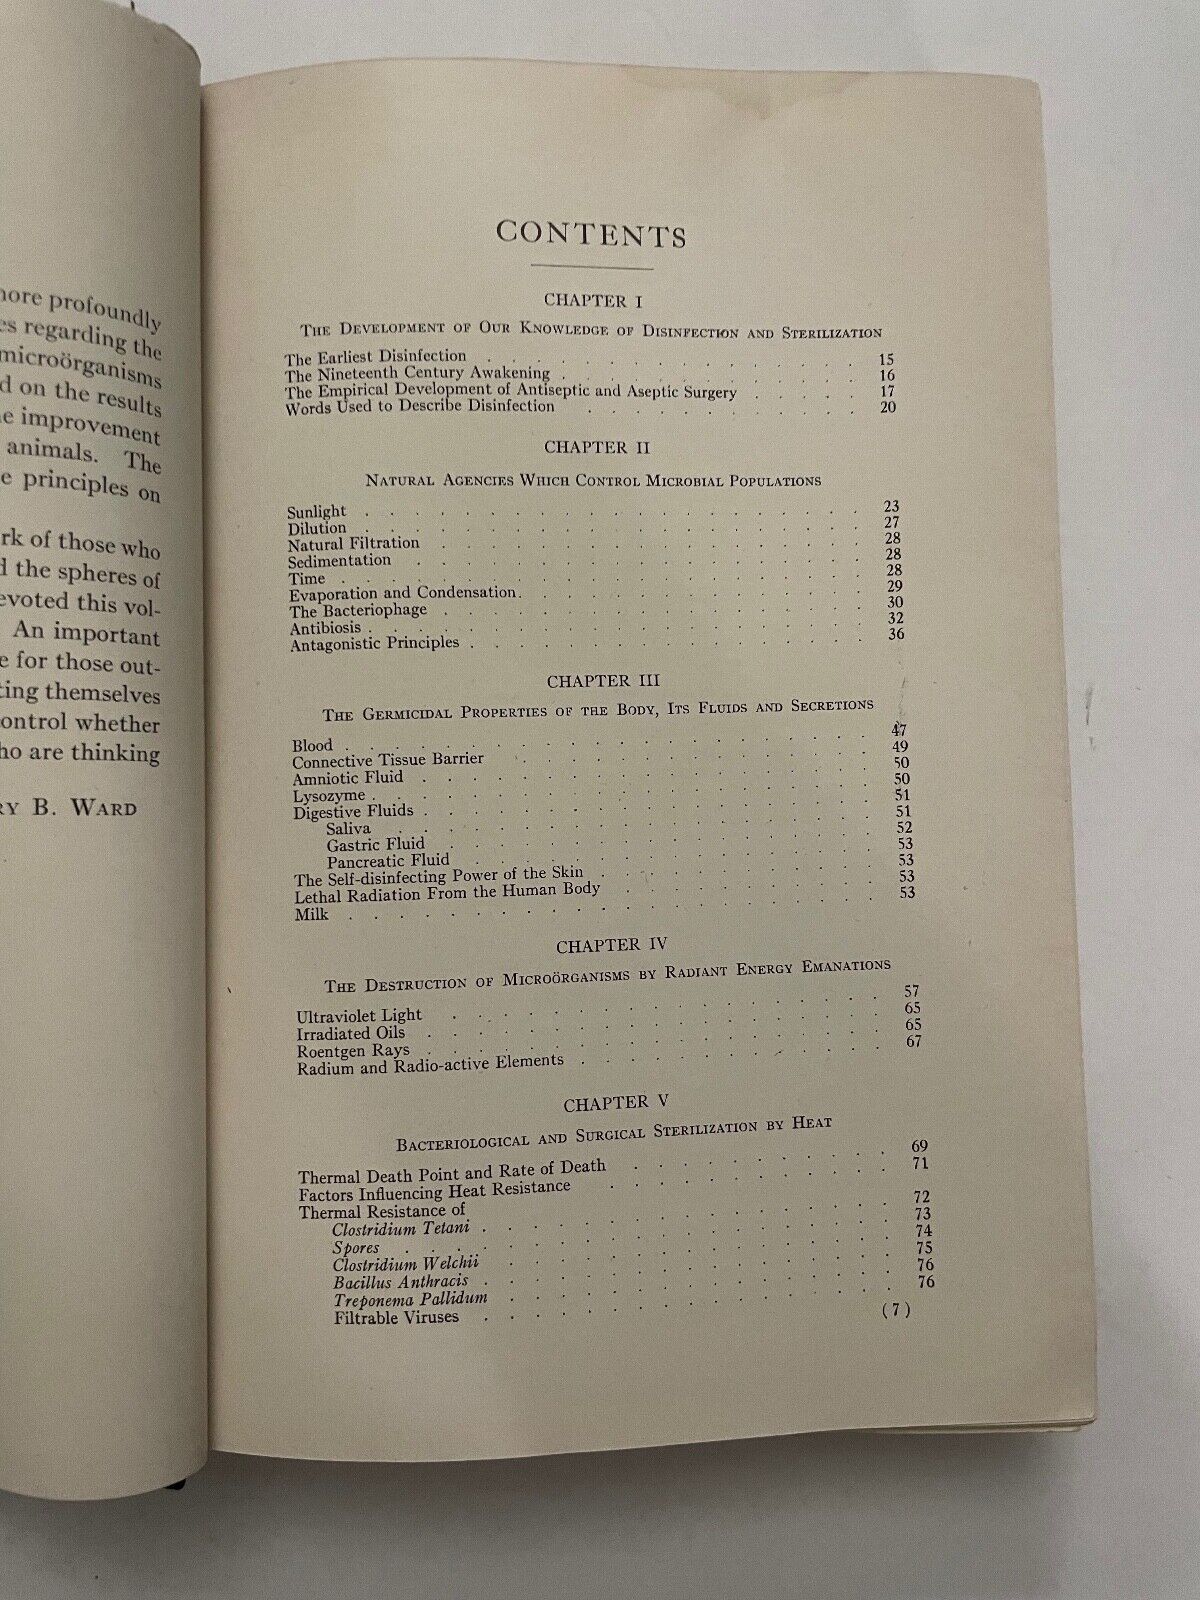 more profoundly
es regarding the
microörganisms
d on the results
e improvement
animals. The
e principles on
rk of those who
d the spheres of
evoted this vol-
An important
e for those out-
ting themselves
control whether
ho are thinking
RY B. WARD
CONTENTS
CHAPTER I
THE DEVELOPMENT OF OUR KNOWLEDGE OF DISINFECTION AND STERILIZATION
The Earliest Disinfection . . . . . . . . . . . . 15
The Nineteenth Century Awakening . . . . . . . . . . . . 16
The Empirical Development of Antiseptic and Aseptic Surgery . . . . . 17
Words Used to Describe Disinfection . . . . . . . . . . . . 20
CHAPTER II
NATURAL AGENCIES WHICH CONTROL MICROBIAL POPULATIONS
Sunlight . . . . . . . . . . . . 23
Dilution . . . . . . . . . . . . 27
Natural Filtration . . . . . . . . . . . . 28
Sedimentation . . . . . . . . . . . . 28
Time . . . . . . . . . . . . 28
Evaporation and Condensation . . . . . . . . . . . . 29
The Bacteriophage . . . . . . . . . . . . 30
Antibiosis . . . . . . . . . . . . 32
Antagonistic Principles . . . . . . . . . . . . 36
CHAPTER III
THE GERMICIDAL PROPERTIES OF THE BODY, ITS FLUIDS AND SECRETIONS
Blood . . . . . . . . . . . . 47
Connective Tissue Barrier . . . . . . . . . . . . 49
Amniotic Fluid . . . . . . . . . . . . 50
Lysozyme . . . . . . . . . . . . 50
Digestive Fluids . . . . . . . . . . . . 51
Saliva . . . . . . . . . . . . 51
Gastric Fluid . . . . . . . . . . . . 52
Pancreatic Fluid . . . . . . . . . . . . 53
The Self-disinfecting Power of the Skin . . . . . . . . . . . . 53
Lethal Radiation From the Human Body . . . . . . . . . . . . 53
Milk . . . . . . . . . . . . 53
CHAPTER IV
THE DESTRUCTION OF MICROÖRGANISMS BY RADIANT ENERGY EMANATIONS
Ultraviolet Light . . . . . . . . . . . . 57
Irradiated Oils . . . . . . . . . . . . 65
Roentgen Rays . . . . . . . . . . . . 65
Radium and Radio-active Elements . . . . . . . . . . . . 67
CHAPTER V
BACTERIOLOGICAL AND SURGICAL STERILIZATION BY HEAT
Thermal Death Point and Rate of Death . . . . . . . . . . . . 69
Factors Influencing Heat Resistance . . . . . . . . . . . . 71
Thermal Resistance of
Clostridium Tetani . . . . . . . . . . . . 72
Spores . . . . . . . . . . . . 73
Clostridium Welchii . . . . . . . . . . . . 74
Bacillus Anthracis . . . . . . . . . . . . 75
Treponema Pallidum . . . . . . . . . . . . 76
Filtrable Viruses . . . . . . . . . . . . 76
(7)